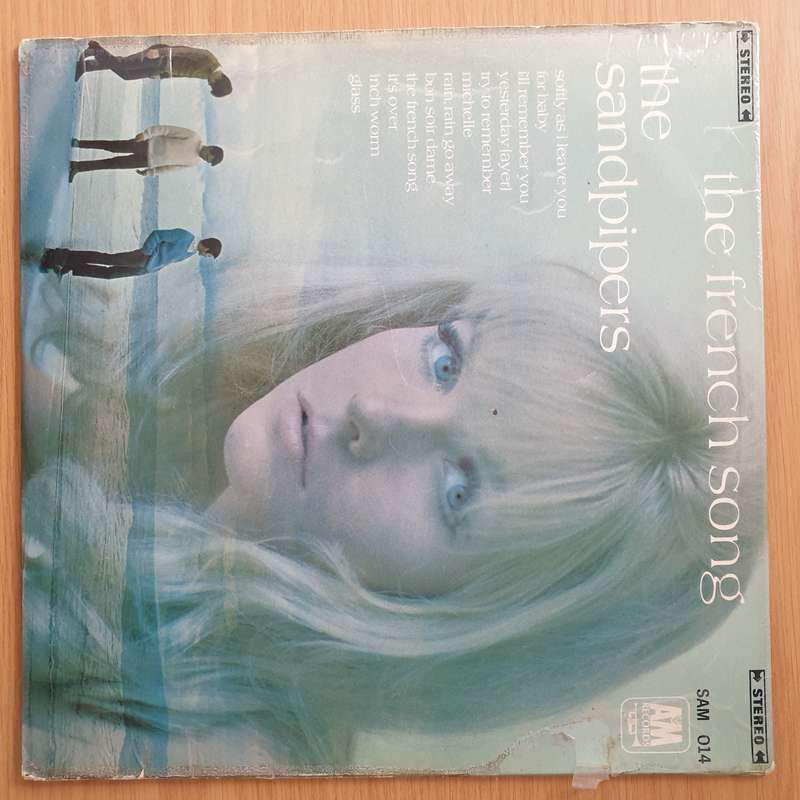 STEREO
STEREO
the french song
SAM 014
the
sandpipers
A&M
RECORDS
softly as i leave you
for baby
i'll remember you
yesterday (ayer)
try to remember
michelle
rain, rain go away
bon soir dame
the french song
it's over
inch worm
glass